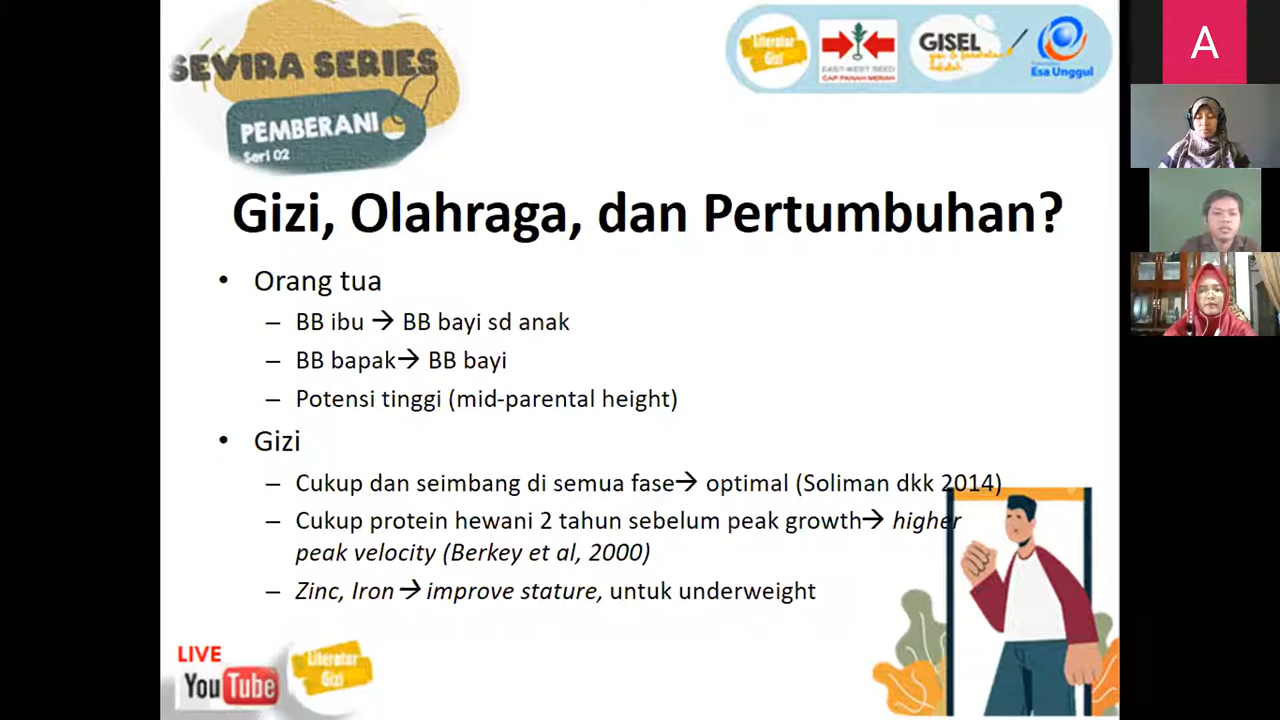 SEVIRA SERIES
PEMBERANI
Seri 02
Literatur
Gizi
EAST-WEST SEED
CAP PANAH MERAH
GISEL
Esa Unggul
A
Gizi, Olahraga, dan Pertumbuhan?
• Orang tua
– BB ibu → BB bayi sd anak
– BB bapak→ BB bayi
– Potensi tinggi (mid-parental height)
• Gizi
– Cukup dan seimbang di semua fase→ optimal (Soliman dkk 2014)
– Cukup protein hewani 2 tahun sebelum peak growth→ higher
peak velocity (Berkey et al, 2000)
– Zinc, Iron → improve stature, untuk underweight
LIVE
YouTube
Literatur
Gizi